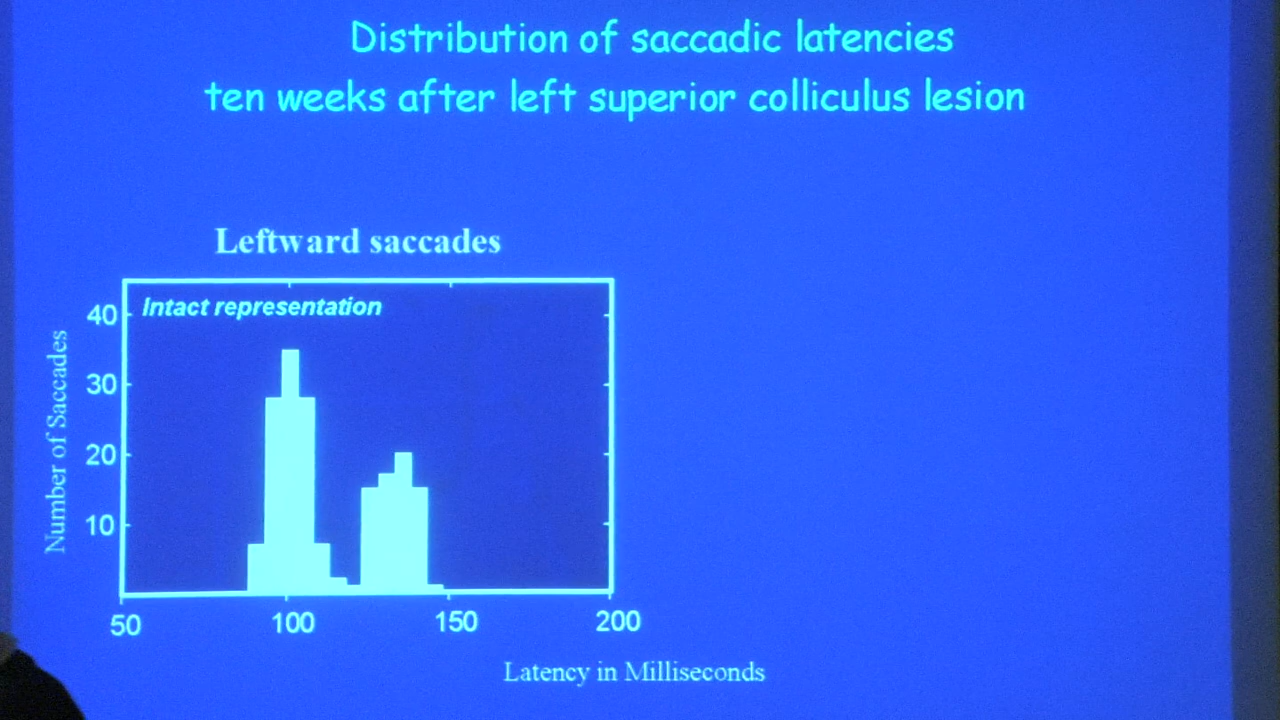 Distribution of saccadic latencies
ten weeks after left superior colliculus lesion
Leftward saccades
Intact representation
Number of Saccades
40
30
20
10
50 100 150 200
Latency in Milliseconds